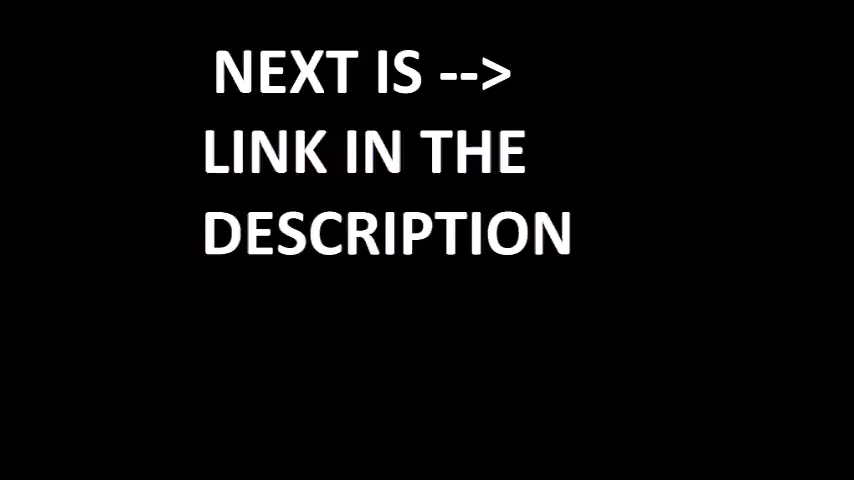 NEXT IS -->
LINK IN THE
DESCRIPTION